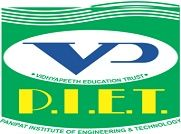 VP
VIDHYAPEETH EDUCATION TRUST
P.I.E.T.
PANIPAT INSTITUTE OF ENGINEERING & TECHNOLOGY